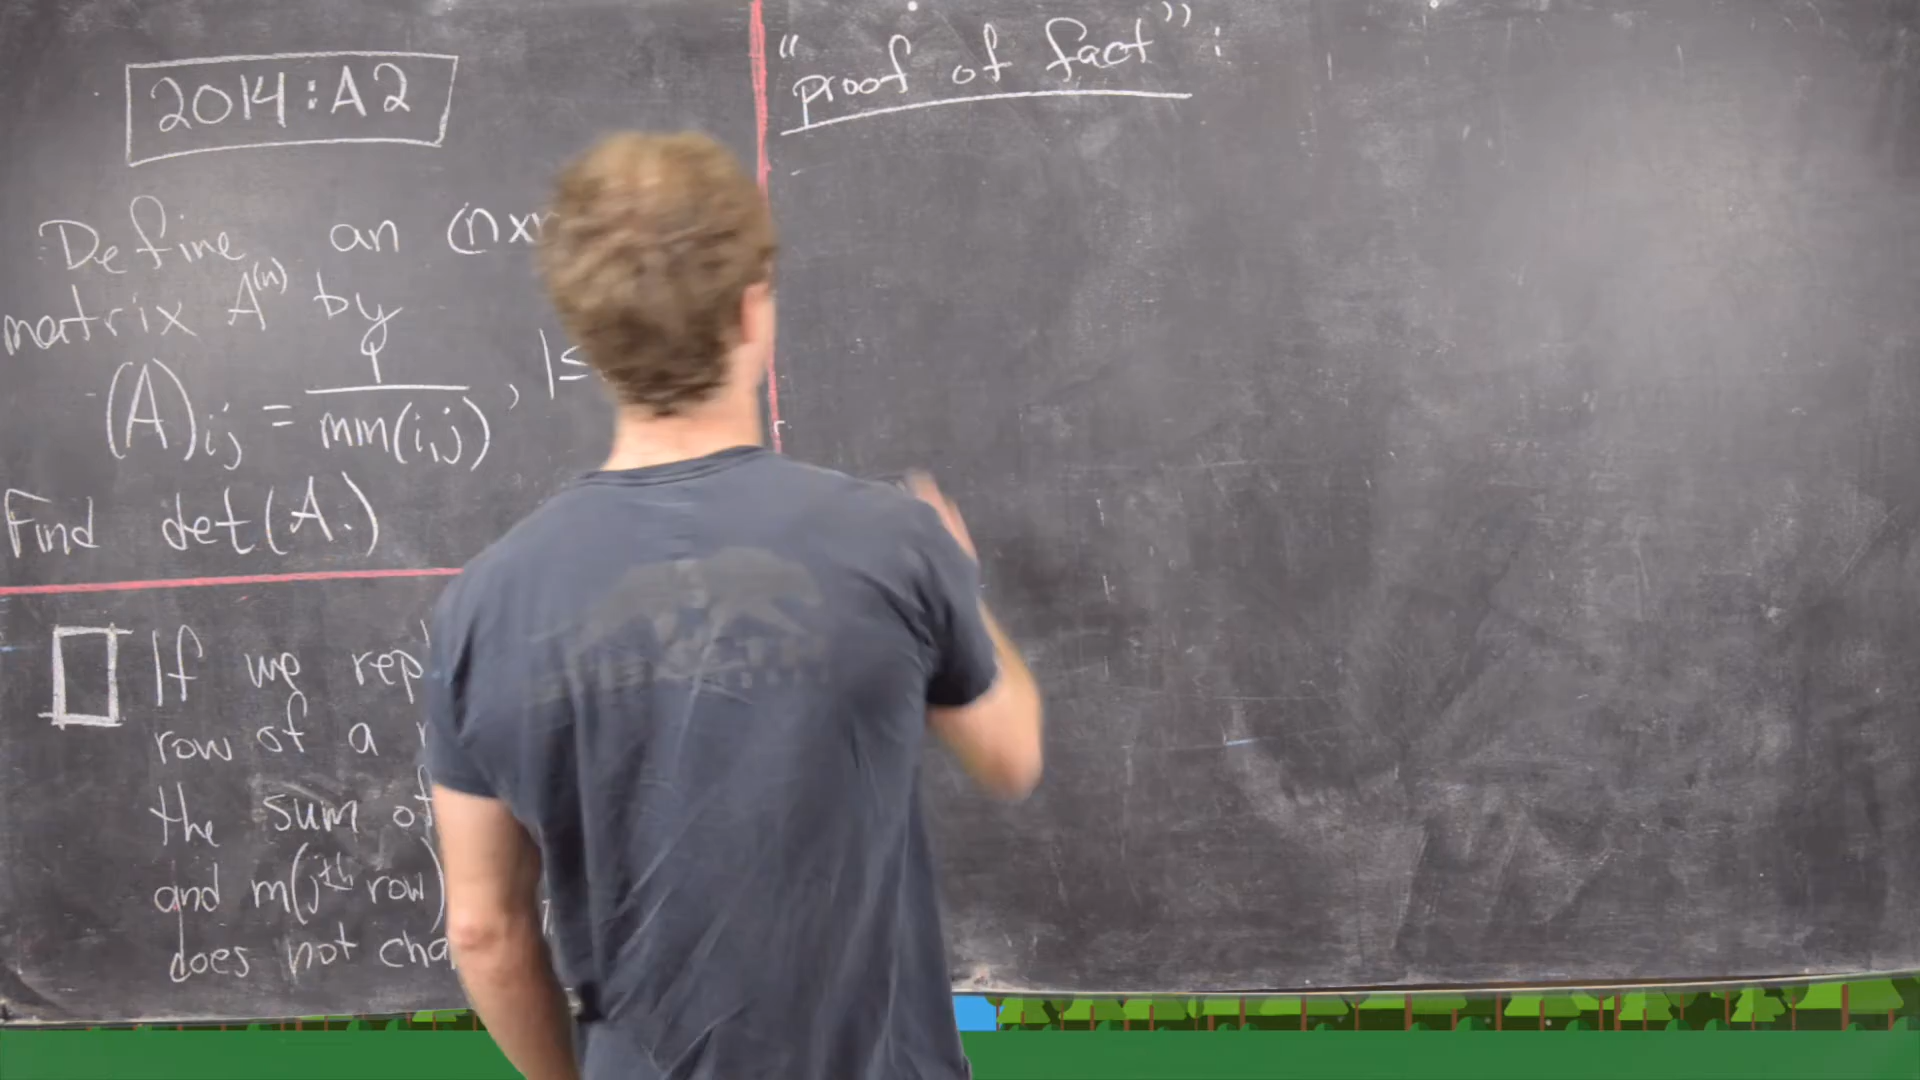 2014:A2
Define an (nx
matrix A⁽ⁿ⁾ by
(A)ij = 1/min(i,j), 1≤
Find det(A.)
If we rep
row of a
the sum of
and m(jᵗʰ row)
does not cha
"proof of fact":